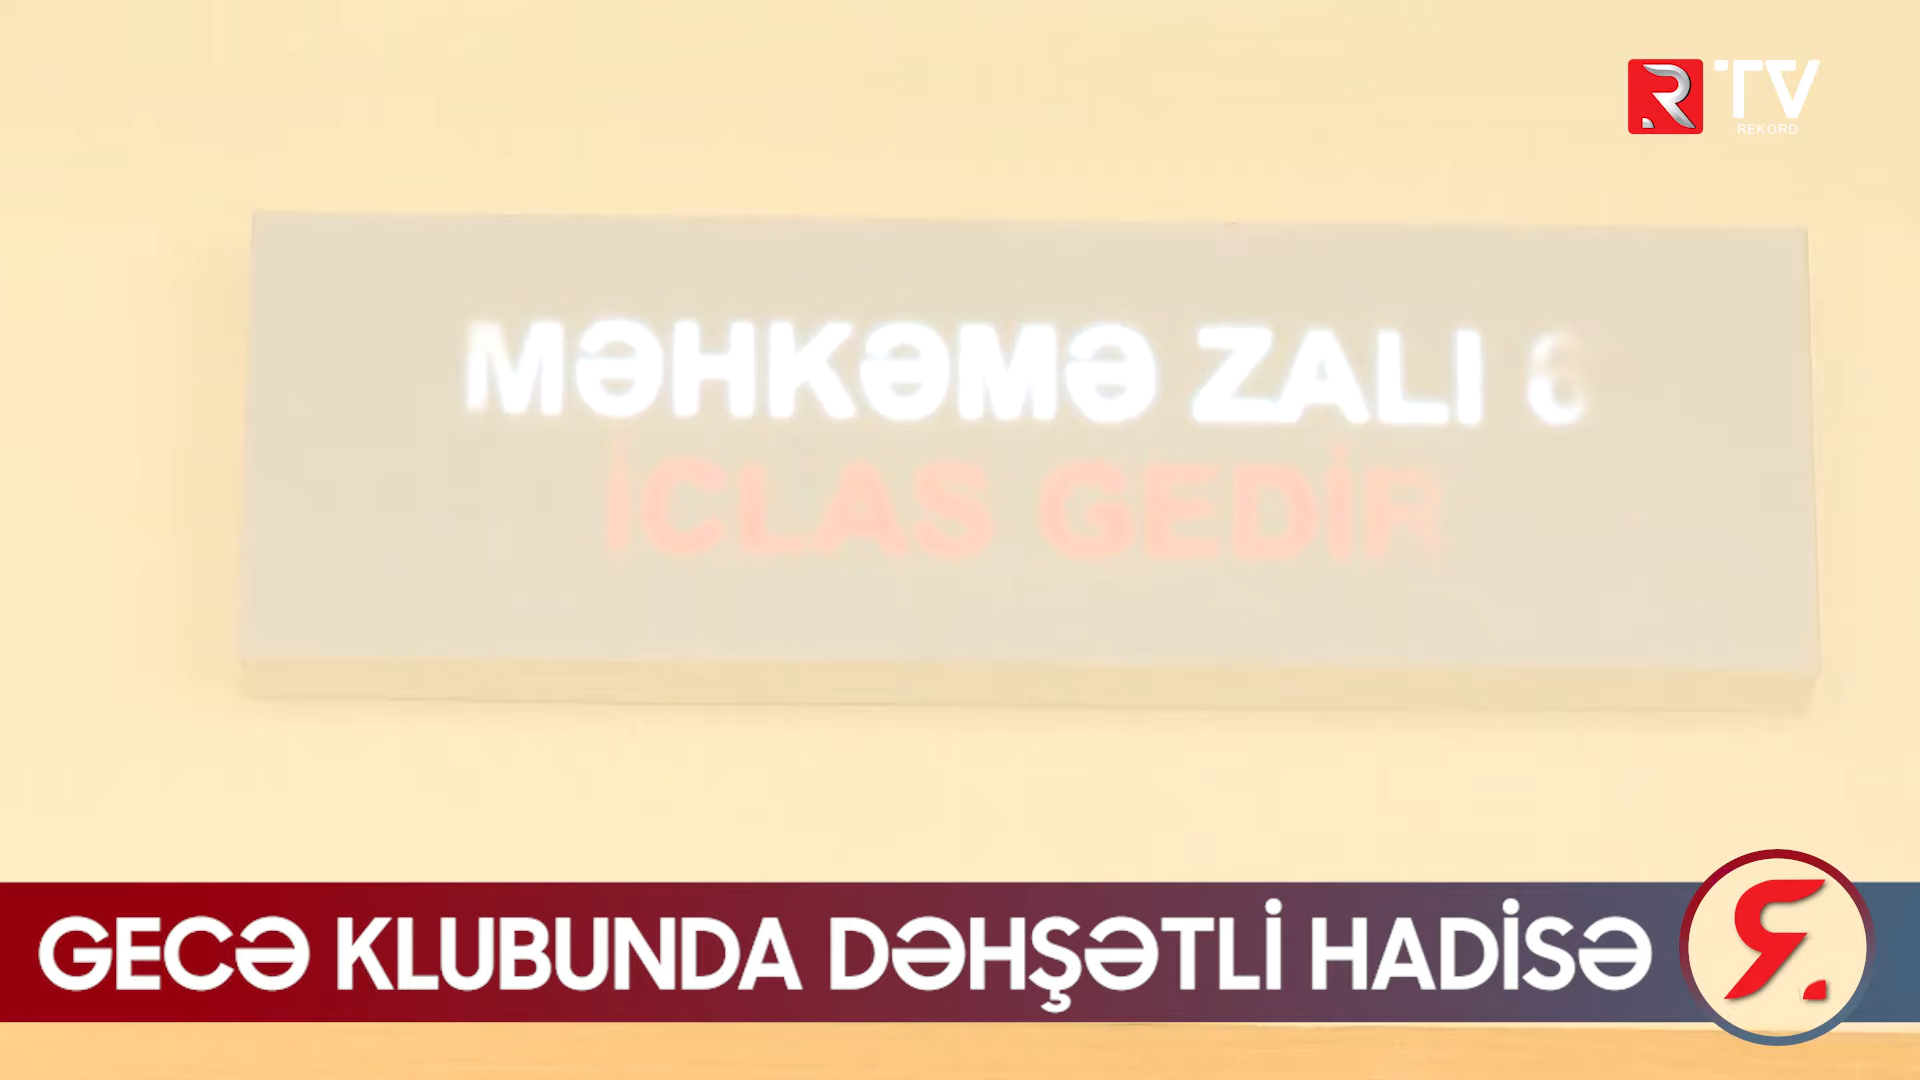 TV
REKORD
MƏHKƏMƏ ZALI 6
İCLAS GEDİR
GECƏ KLUBUNDA DƏHŞƏTLİ HADİSƏ